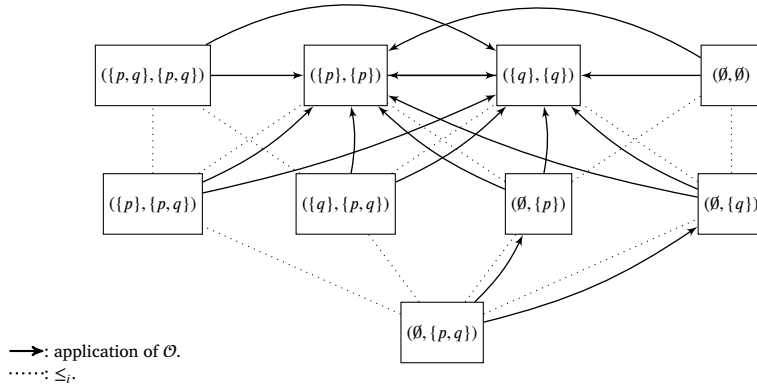 ({p,q},{p,q}) ({p},{p}) ({q},{q}) (∅,∅)
({p},{p,q}) ({q},{p,q}) (∅,{p}) (∅,{q})
(∅,{p,q})
: application of 𝒪.
: ≤ᵢ.